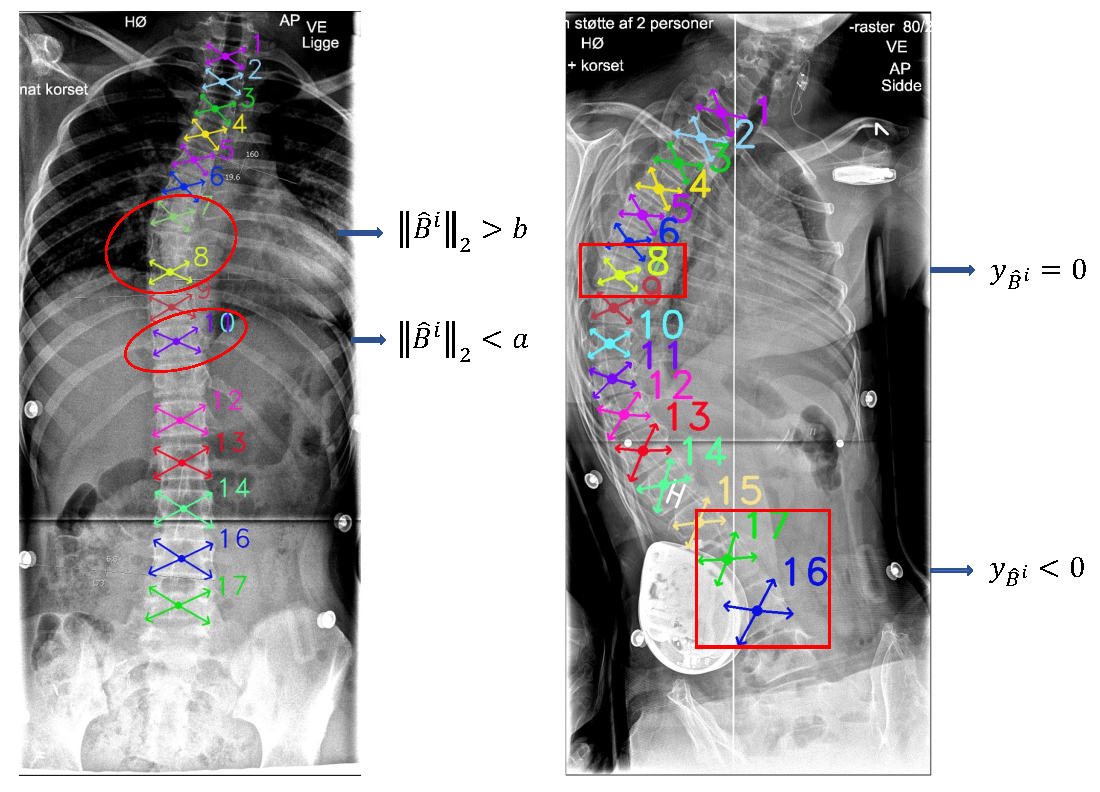 HØ
AP
VE
Ligge
nat korset
1
2
3
4
5
160
19.6
6
7
8
9
10
12
13
14
16
17
6.8
‖B̂ⁱ‖₂ > b
‖B̂ⁱ‖₂ < a
n støtte af 2 personer
-raster 80/2
HØ
VE
+ korset
AP
Sidde
1
2
3
4
5
6
8
9
10
11
12
13
14
H
15
17
16
y_B̂ⁱ = 0
y_B̂ⁱ < 0